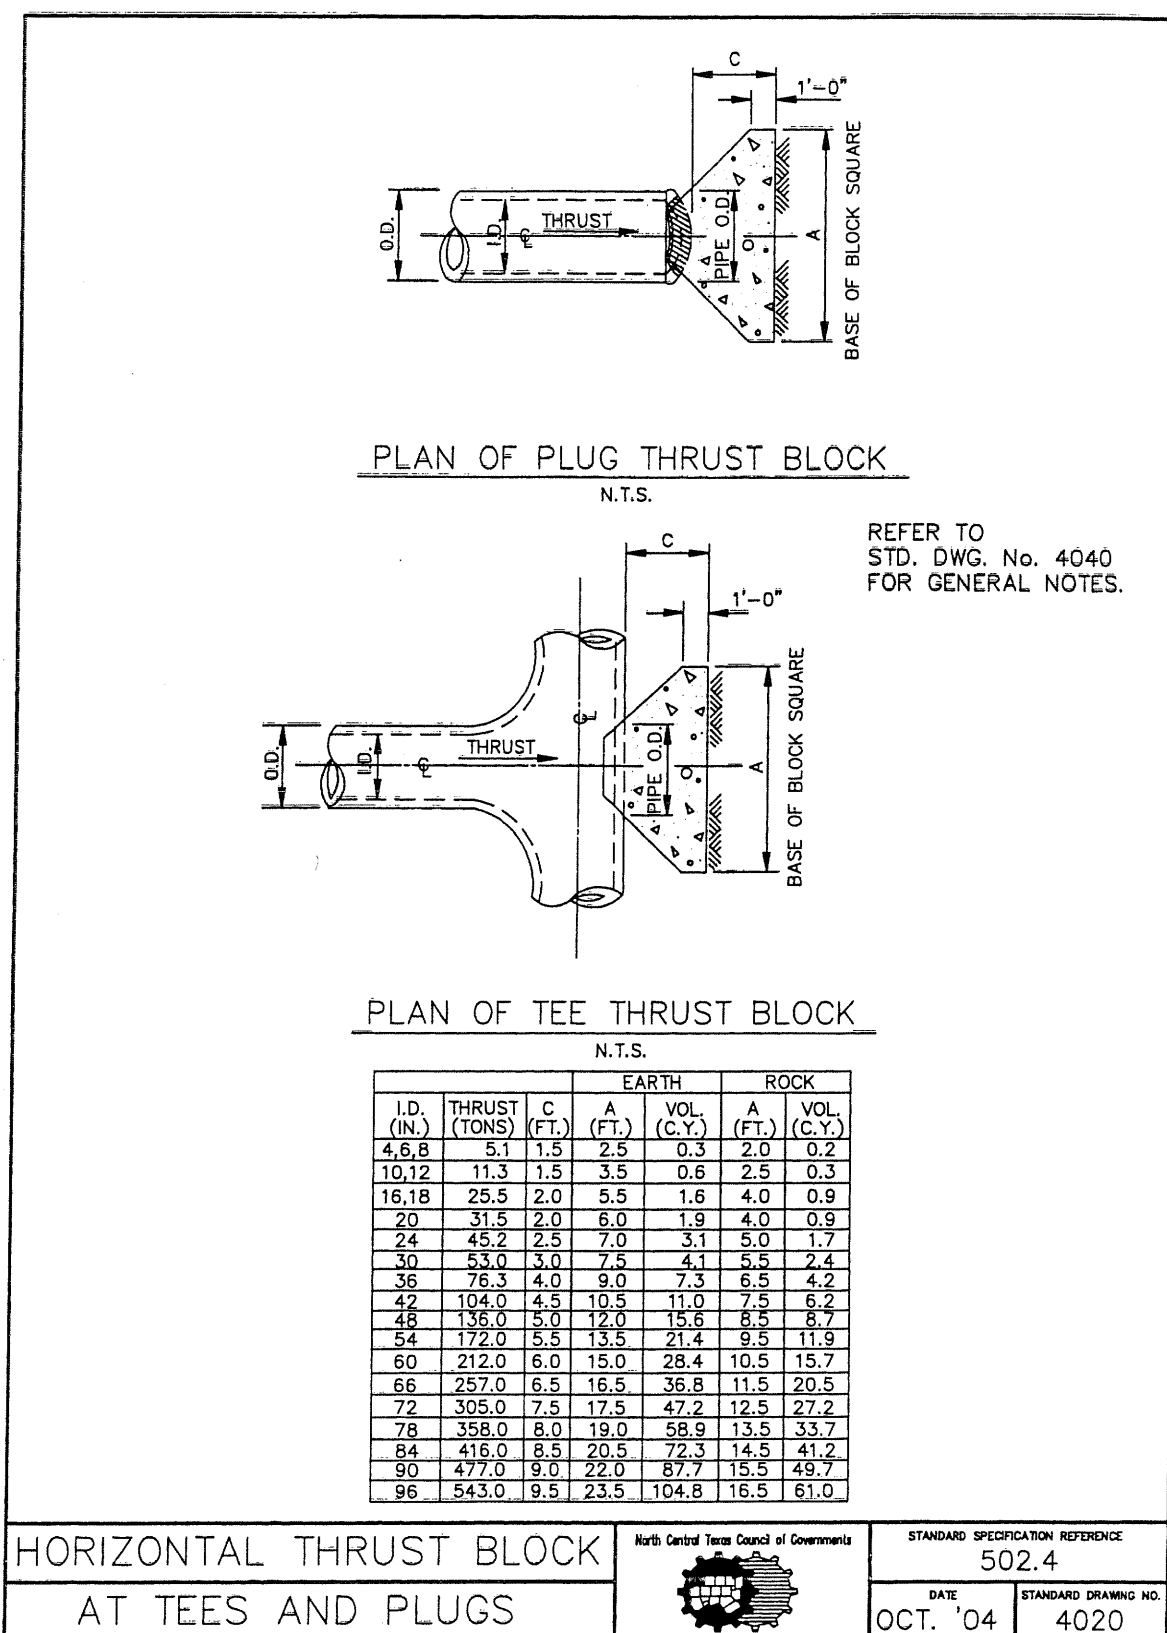 C
1'-0"
O.D.
I.D.
THRUST
PIPE O.D.
A
BASE OF BLOCK SQUARE
PLAN OF PLUG THRUST BLOCK
N.T.S.
REFER TO
STD. DWG. No. 4040
FOR GENERAL NOTES.
C
1'-0"
O.D.
I.D.
THRUST
PIPE O.D.
A
BASE OF BLOCK SQUARE
PLAN OF TEE THRUST BLOCK
N.T.S.
EARTH ROCK
I.D. THRUST C A VOL. A VOL.
(IN.) (TONS) (FT.) (FT.) (C.Y.) (FT.) (C.Y.)
4,6,8 5.1 1.5 2.5 0.3 2.0 0.2
10,12 11.3 1.5 3.5 0.6 2.5 0.3
16,18 25.5 2.0 5.5 1.6 4.0 0.9
20 31.5 2.0 6.0 1.9 4.0 0.9
24 45.2 2.5 7.0 3.1 5.0 1.7
30 53.0 3.0 7.5 4.1 5.5 2.4
36 76.3 4.0 9.0 7.3 6.5 4.2
42 104.0 4.5 10.5 11.0 7.5 6.2
48 136.0 5.0 12.0 15.6 8.5 8.7
54 172.0 5.5 13.5 21.4 9.5 11.9
60 212.0 6.0 15.0 28.4 10.5 15.7
66 257.0 6.5 16.5 36.8 11.5 20.5
72 305.0 7.5 17.5 47.2 12.5 27.2
78 358.0 8.0 19.0 58.9 13.5 33.7
84 416.0 8.5 20.5 72.3 14.5 41.2
90 477.0 9.0 22.0 87.7 15.5 49.7
96 543.0 9.5 23.5 104.8 16.5 61.0
HORIZONTAL THRUST BLOCK
AT TEES AND PLUGS
North Central Texas Council of Governments
STANDARD SPECIFICATION REFERENCE
502.4
DATE
OCT. '04
STANDARD DRAWING NO.
4020